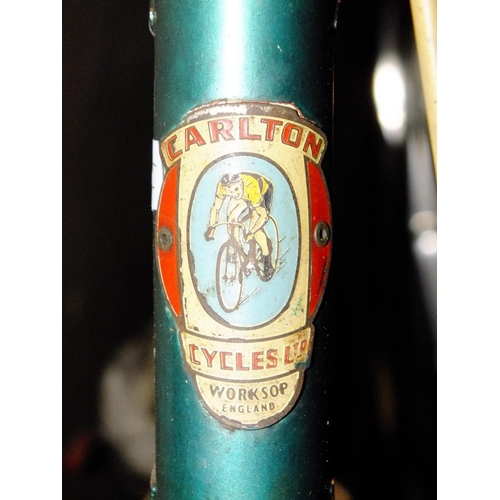 CARLTON
CYCLES LTD
WORKSOP
ENGLAND